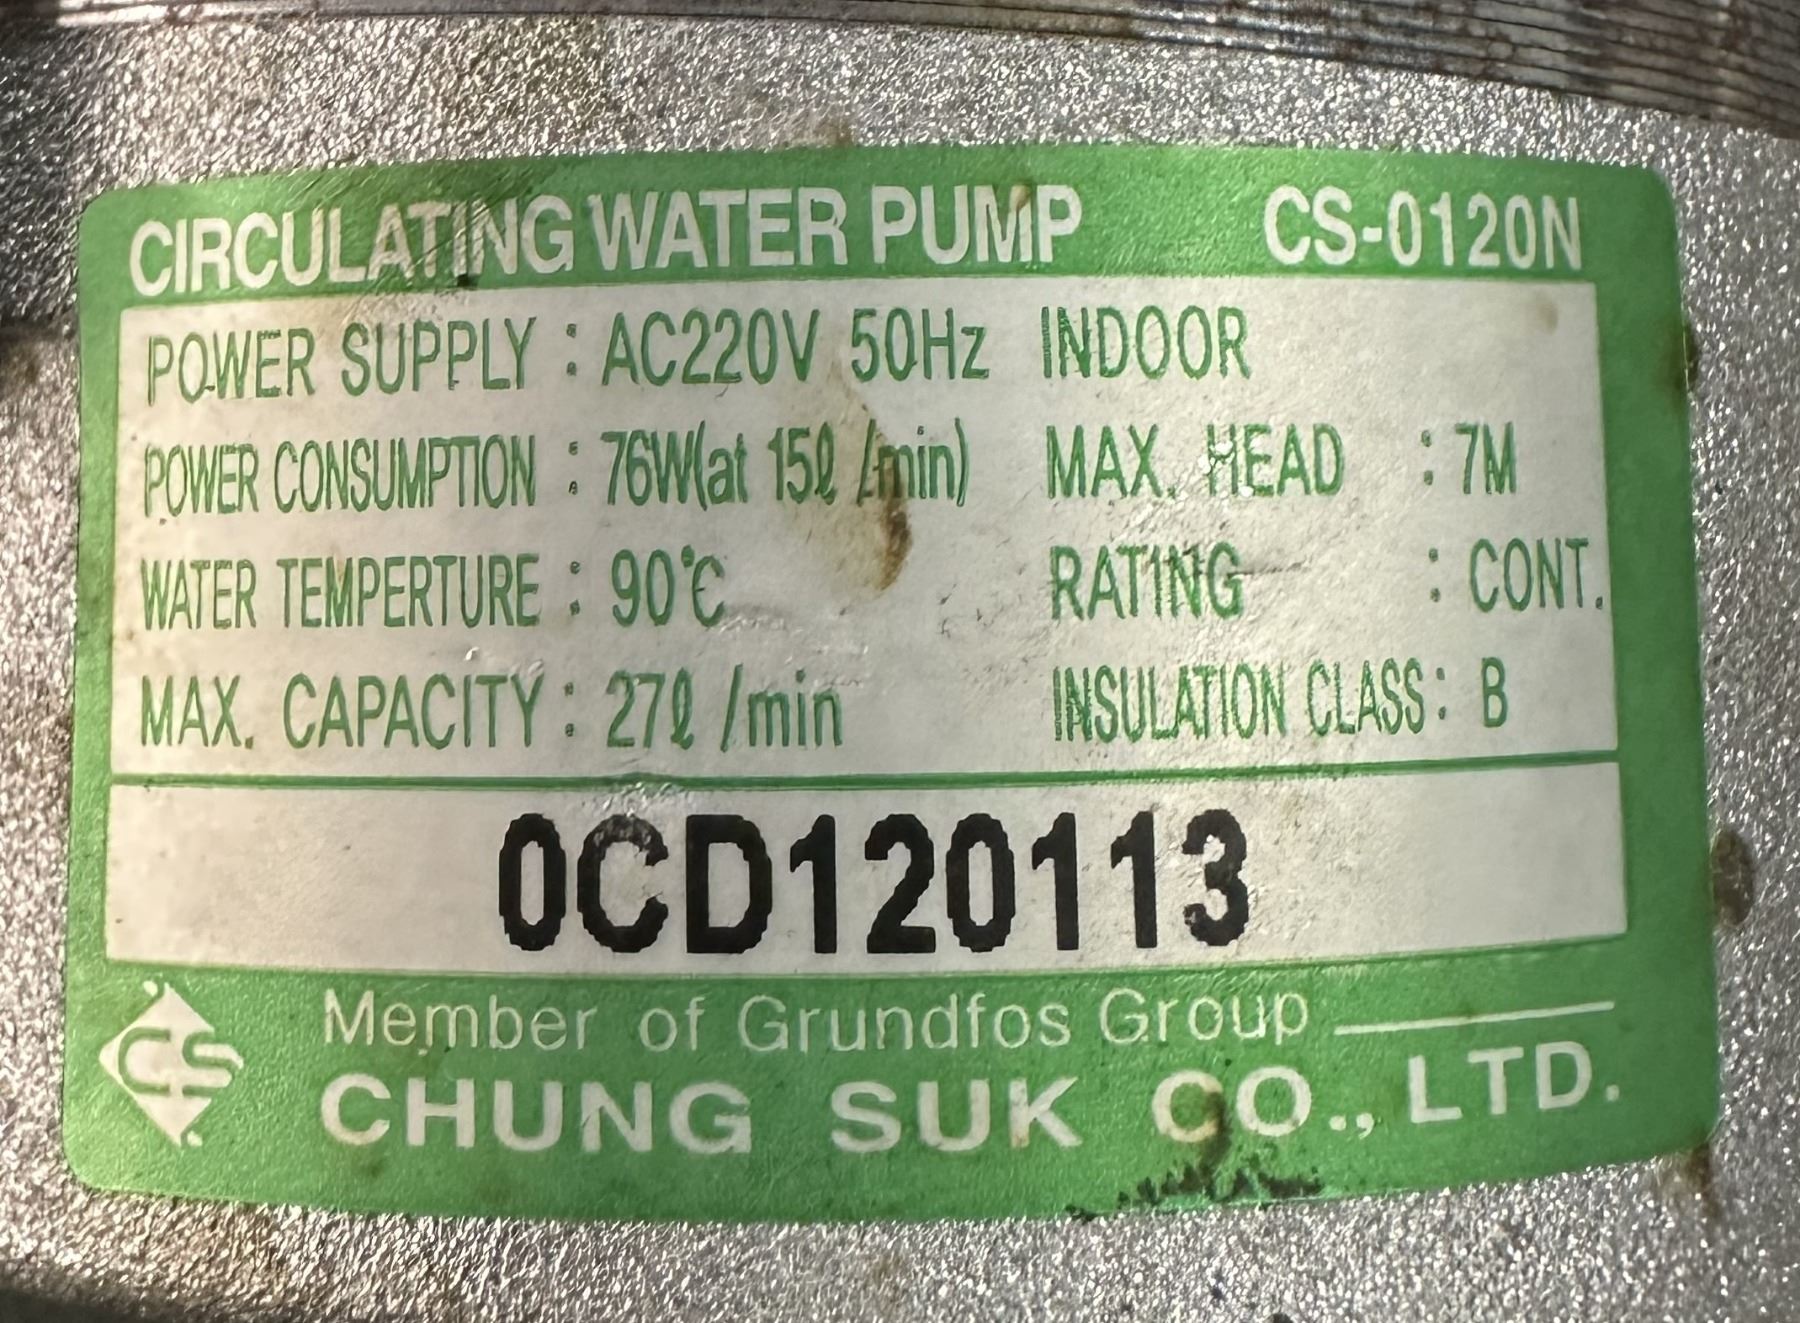 CIRCULATING WATER PUMP CS-0120N
POWER SUPPLY : AC220V 50Hz INDOOR
POWER CONSUMPTION : 76W(at 15ℓ /min) MAX. HEAD : 7M
WATER TEMPERTURE : 90℃ RATING : CONT.
MAX. CAPACITY : 27ℓ /min INSULATION CLASS : B
0CD120113
Member of Grundfos Group
CS CHUNG SUK CO., LTD.